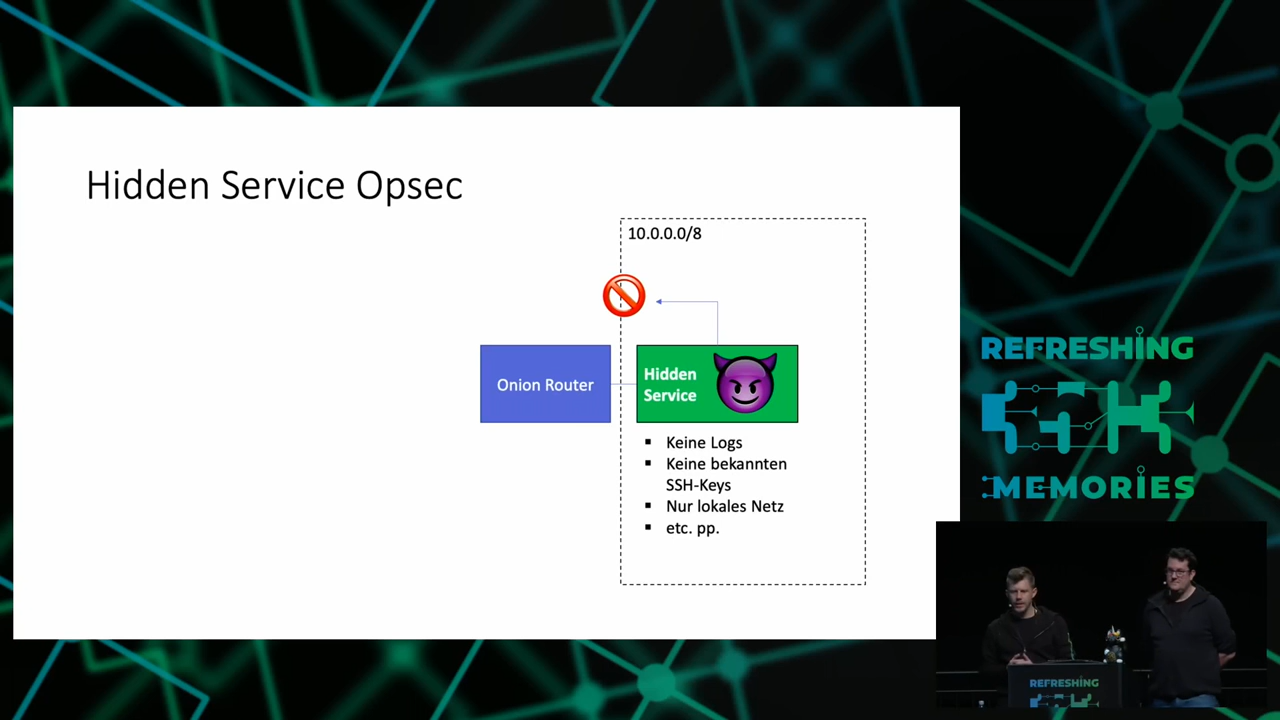 Hidden Service Opsec
10.0.0.0/8
Onion Router
Hidden
Service
▪ Keine Logs
▪ Keine bekannten
SSH-Keys
▪ Nur lokales Netz
▪ etc. pp.
REFRESHING
MEMORIES
REFRESHING